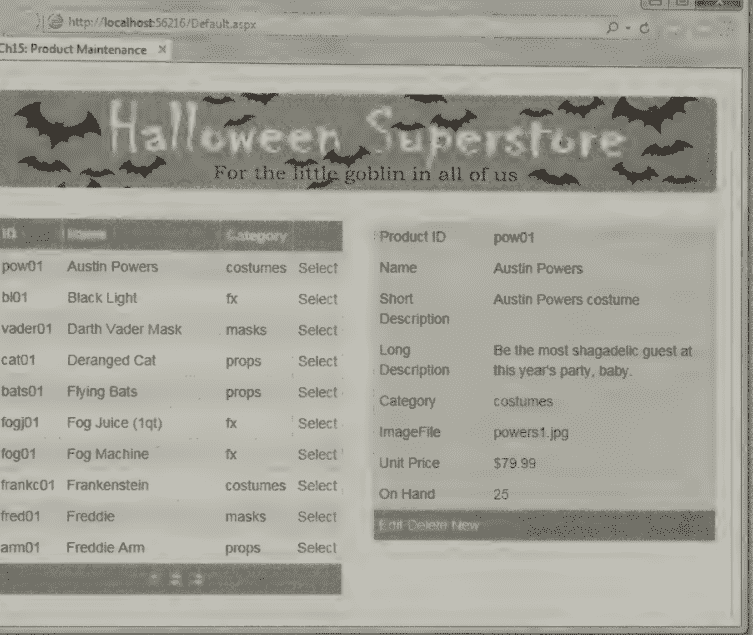 http://localhost:56216/Default.aspx
Ch15: Product Maintenance
Halloween Superstore
For the little goblin in all of us
ID Name Category
pow01 Austin Powers costumes Select
bl01 Black Light fx Select
vader01 Darth Vader Mask masks Select
cat01 Deranged Cat props Select
bats01 Flying Bats props Select
fogj01 Fog Juice (1qt) fx Select
fog01 Fog Machine fx Select
frankc01 Frankenstein costumes Select
fred01 Freddie masks Select
arm01 Freddie Arm props Select
Product ID pow01
Name Austin Powers
Short Description Austin Powers costume
Long Description Be the most shagadelic guest at
this year's party, baby.
Category costumes
ImageFile powers1.jpg
Unit Price $79.99
On Hand 25
Edit Delete New